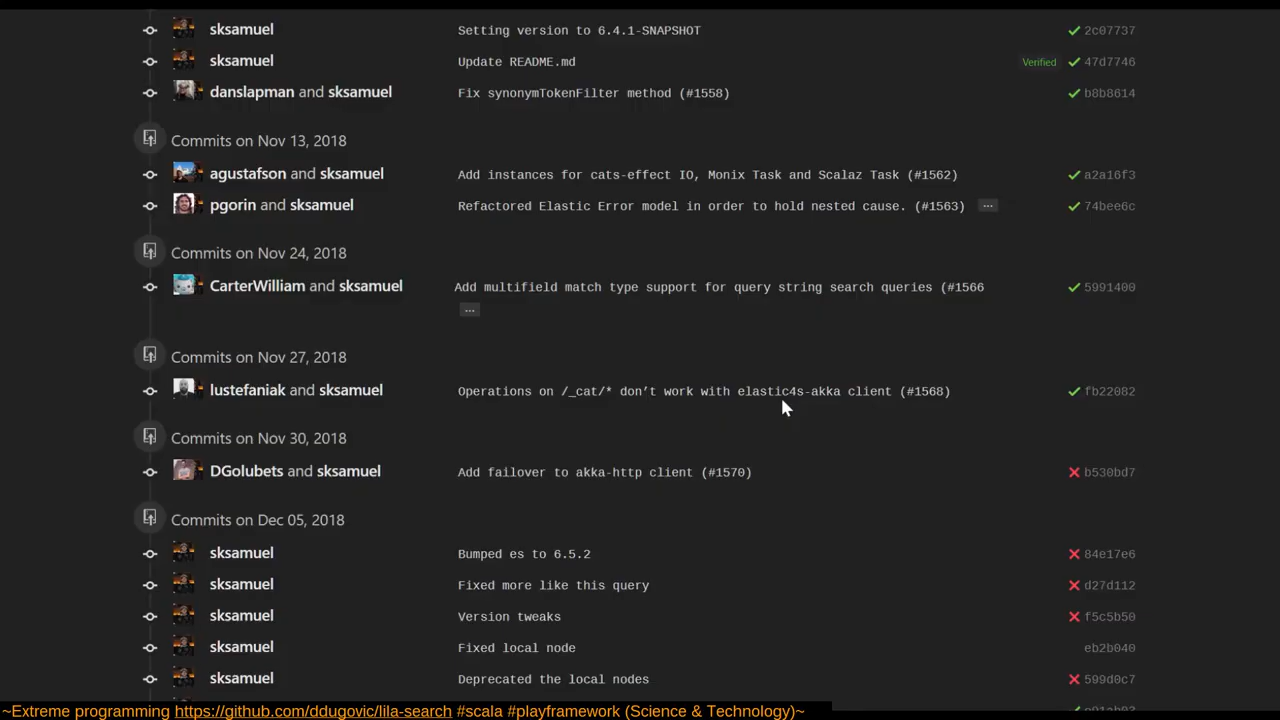 sksamuel Setting version to 6.4.1-SNAPSHOT 2c07737
sksamuel Update README.md Verified 47d7746
danslapman and sksamuel Fix synonymTokenFilter method (#1558) b8b8614
Commits on Nov 13, 2018
agustafson and sksamuel Add instances for cats-effect IO, Monix Task and Scalaz Task (#1562) a2a16f3
pgorin and sksamuel Refactored Elastic Error model in order to hold nested cause. (#1563) … 74bee6c
Commits on Nov 24, 2018
CarterWilliam and sksamuel Add multifield match type support for query string search queries (#1566 5991400
…
Commits on Nov 27, 2018
lustefaniak and sksamuel Operations on /_cat/* don’t work with elastic4s-akka client (#1568) fb22082
Commits on Nov 30, 2018
DGolubets and sksamuel Add failover to akka-http client (#1570) b530bd7
Commits on Dec 05, 2018
sksamuel Bumped es to 6.5.2 84e17e6
sksamuel Fixed more like this query d27d112
sksamuel Version tweaks f5c5b50
sksamuel Fixed local node eb2b040
sksamuel Deprecated the local nodes 599d0c7
~Extreme programming https://github.com/ddugovic/lila-search #scala #playframework (Science & Technology)~